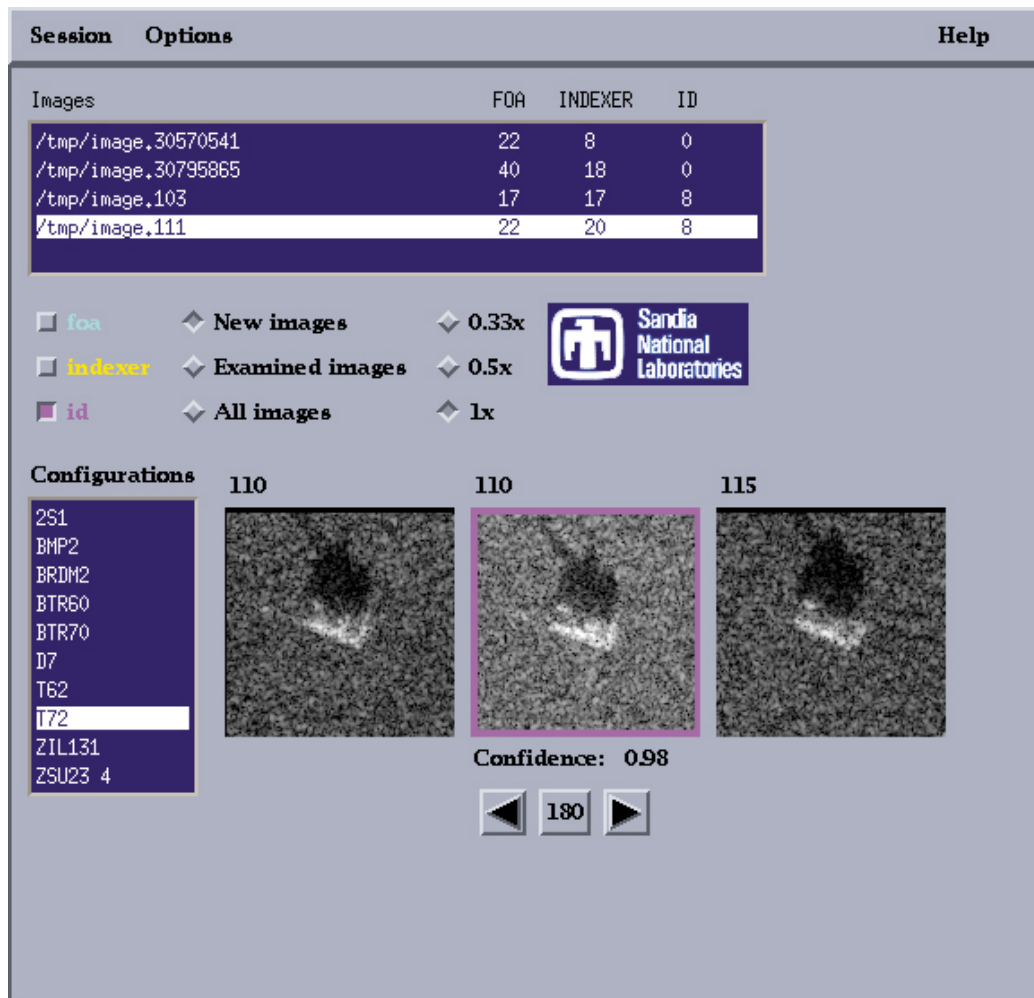 Session Options Help
Images FOA INDEXER ID
/tmp/image.30570541 22 8 0
/tmp/image.30795865 40 18 0
/tmp/image.103 17 17 8
/tmp/image.111 22 20 8
foa New images 0.33x
indexer Examined images 0.5x
id All images 1x
Sandia
National
Laboratories
Configurations
2S1
BMP2
BRDM2
BTR60
BTR70
D7
T62
T72
ZIL131
ZSU23 4
110 110 115
Confidence: 0.98
180